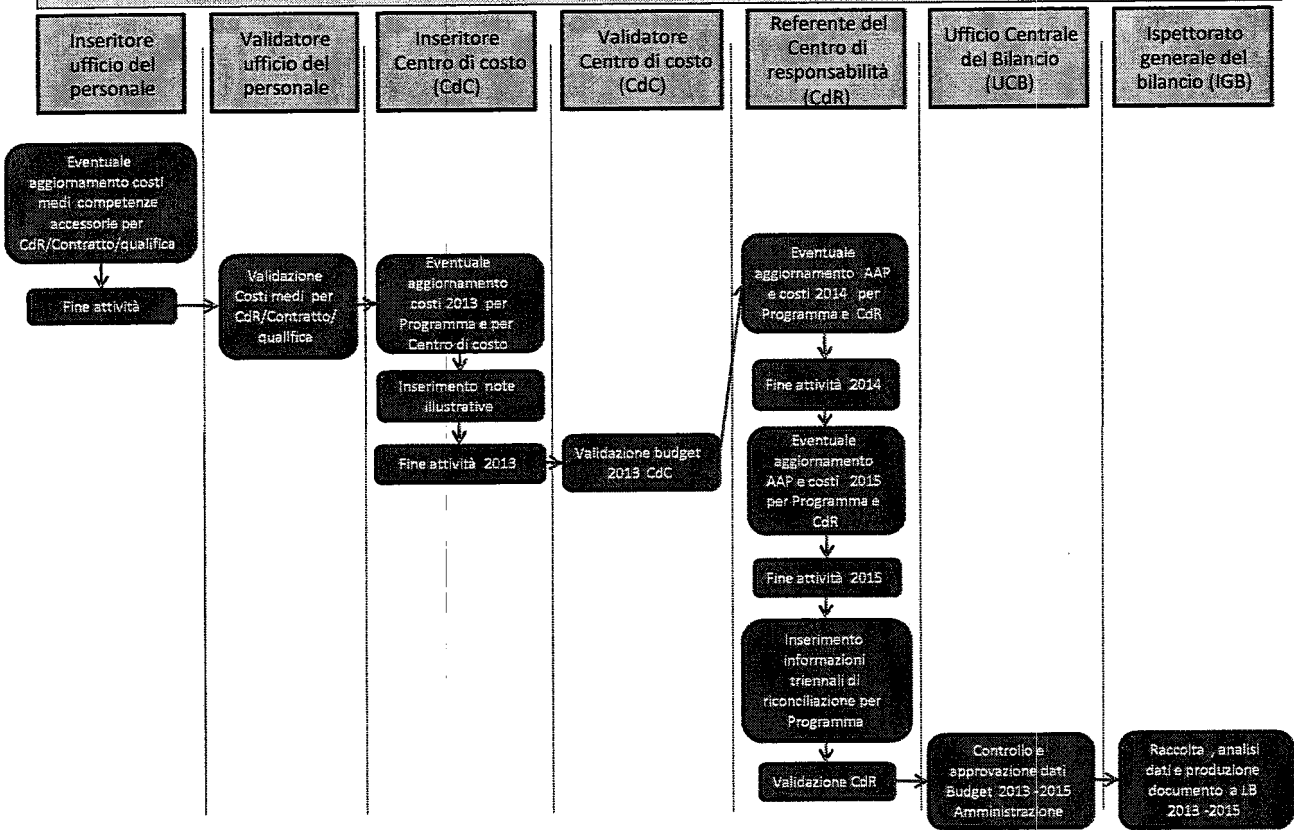 Inseritore
ufficio del
personale
Validatore
ufficio del
personale
Inseritore
Centro di costo
(CdC)
Validatore
Centro di costo
(CdC)
Referente del
Centro di
responsabilità
(CdR)
Ufficio Centrale
del Bilancio
(UCB)
Ispettorato
generale del
bilancio (IGB)
Eventuale
aggiornamento costi
medi competenze
accessorie per
CdR/Contratto/qualifica
Fine attività
Validazione
Costi medi per
CdR/Contratto/
qualifica
Eventuale
aggiornamento
costi 2013 per
Programma e per
Centro di costo
Inserimento note
illustrative
Fine attività 2013
Validazione budget
2013 CdC
Eventuale
aggiornamento AAP
e costi 2014 per
Programma e CdR
Fine attività 2014
Eventuale
aggiornamento
AAP e costi 2015
per Programma e
CdR
Fine attività 2015
Inserimento
informazioni
triennali di
riconciliazione per
Programma
Validazione CdR
Controllo e
approvazione dati
Budget 2013-2015
Amministrazione
Raccolta, analisi
dati e produzione
documento a LB
2013-2015